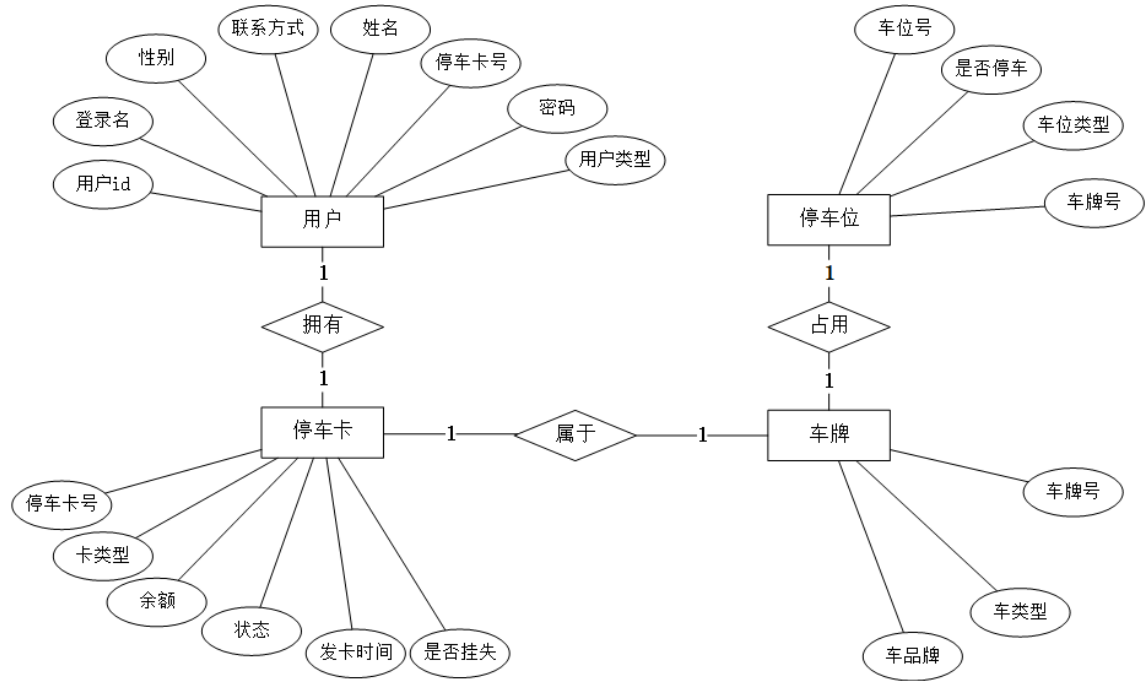 联系方式
姓名
性别
停车卡号
登录名
密码
用户id
用户类型
用户
车位号
是否停车
车位类型
车牌号
停车位
1
拥有
1
1
占用
1
停车卡
1
属于
1
车牌
停车卡号
卡类型
余额
状态
发卡时间
是否挂失
车牌号
车类型
车品牌